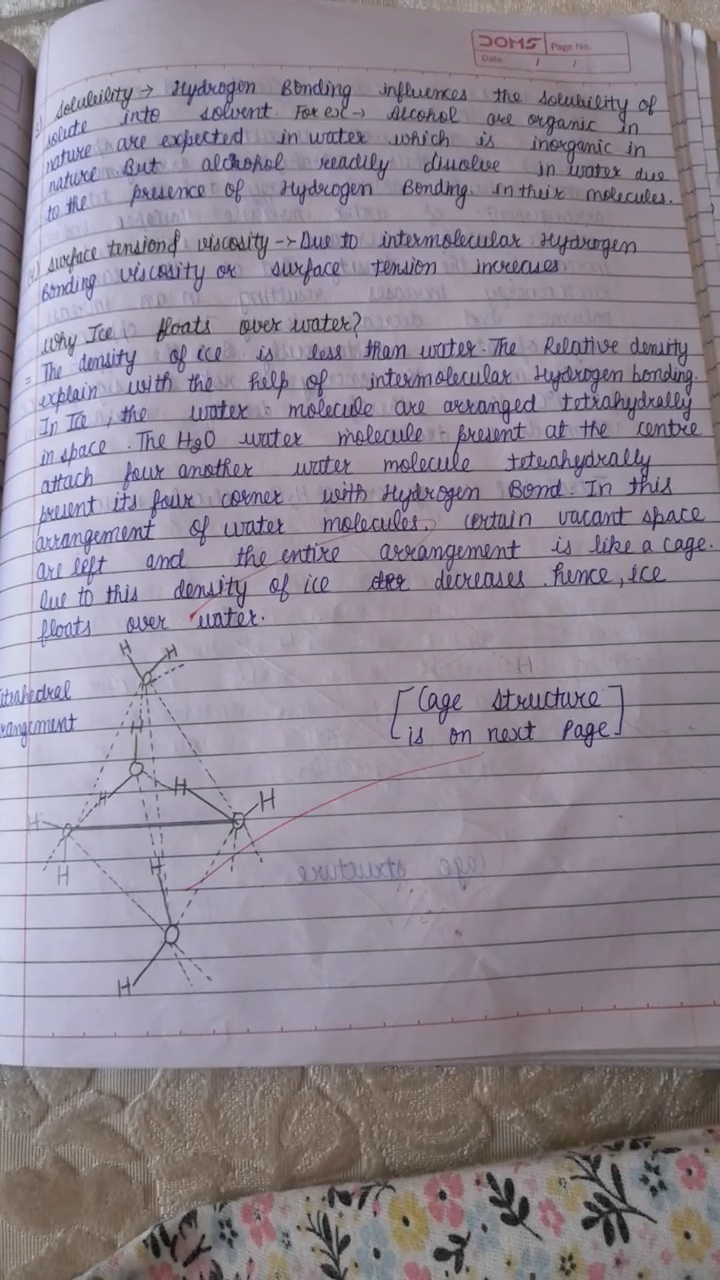 DOMS Page No.
Date / /
3) Soluleility → Hydrogen Bonding influences the solubility of
solute into solvent. For ex → Alcohol are organic in
nature are expected in water which is inorganic in
nature. But alchohol readily dissolve in water due
to the presence of Hydrogen Bonding in their molecules.
surface tension & viscosity → Due to intermolecular Hydrogen
Bonding viscosity or surface tension increases
Why Ice floats over water?
= The density of ice is less than water. The Relative density
explain with the help of intermolecular Hydrogen bonding.
In Ice, the water molecule are arranged tetrahydrally
in space. The H2O water molecule present at the centre
attach four another water molecule tetrahydrally
present its four corner with Hydrogen Bond. In this
arrangement of water molecules, certain vacant space
are left and the entire arrangement is like a cage.
due to this density of ice decreases. hence, ice
floats over water.
H H
O
trahedral
rangement
[Cage structure
is on next Page]
H
O
H H
H O O H
H H
O
H
cage structure